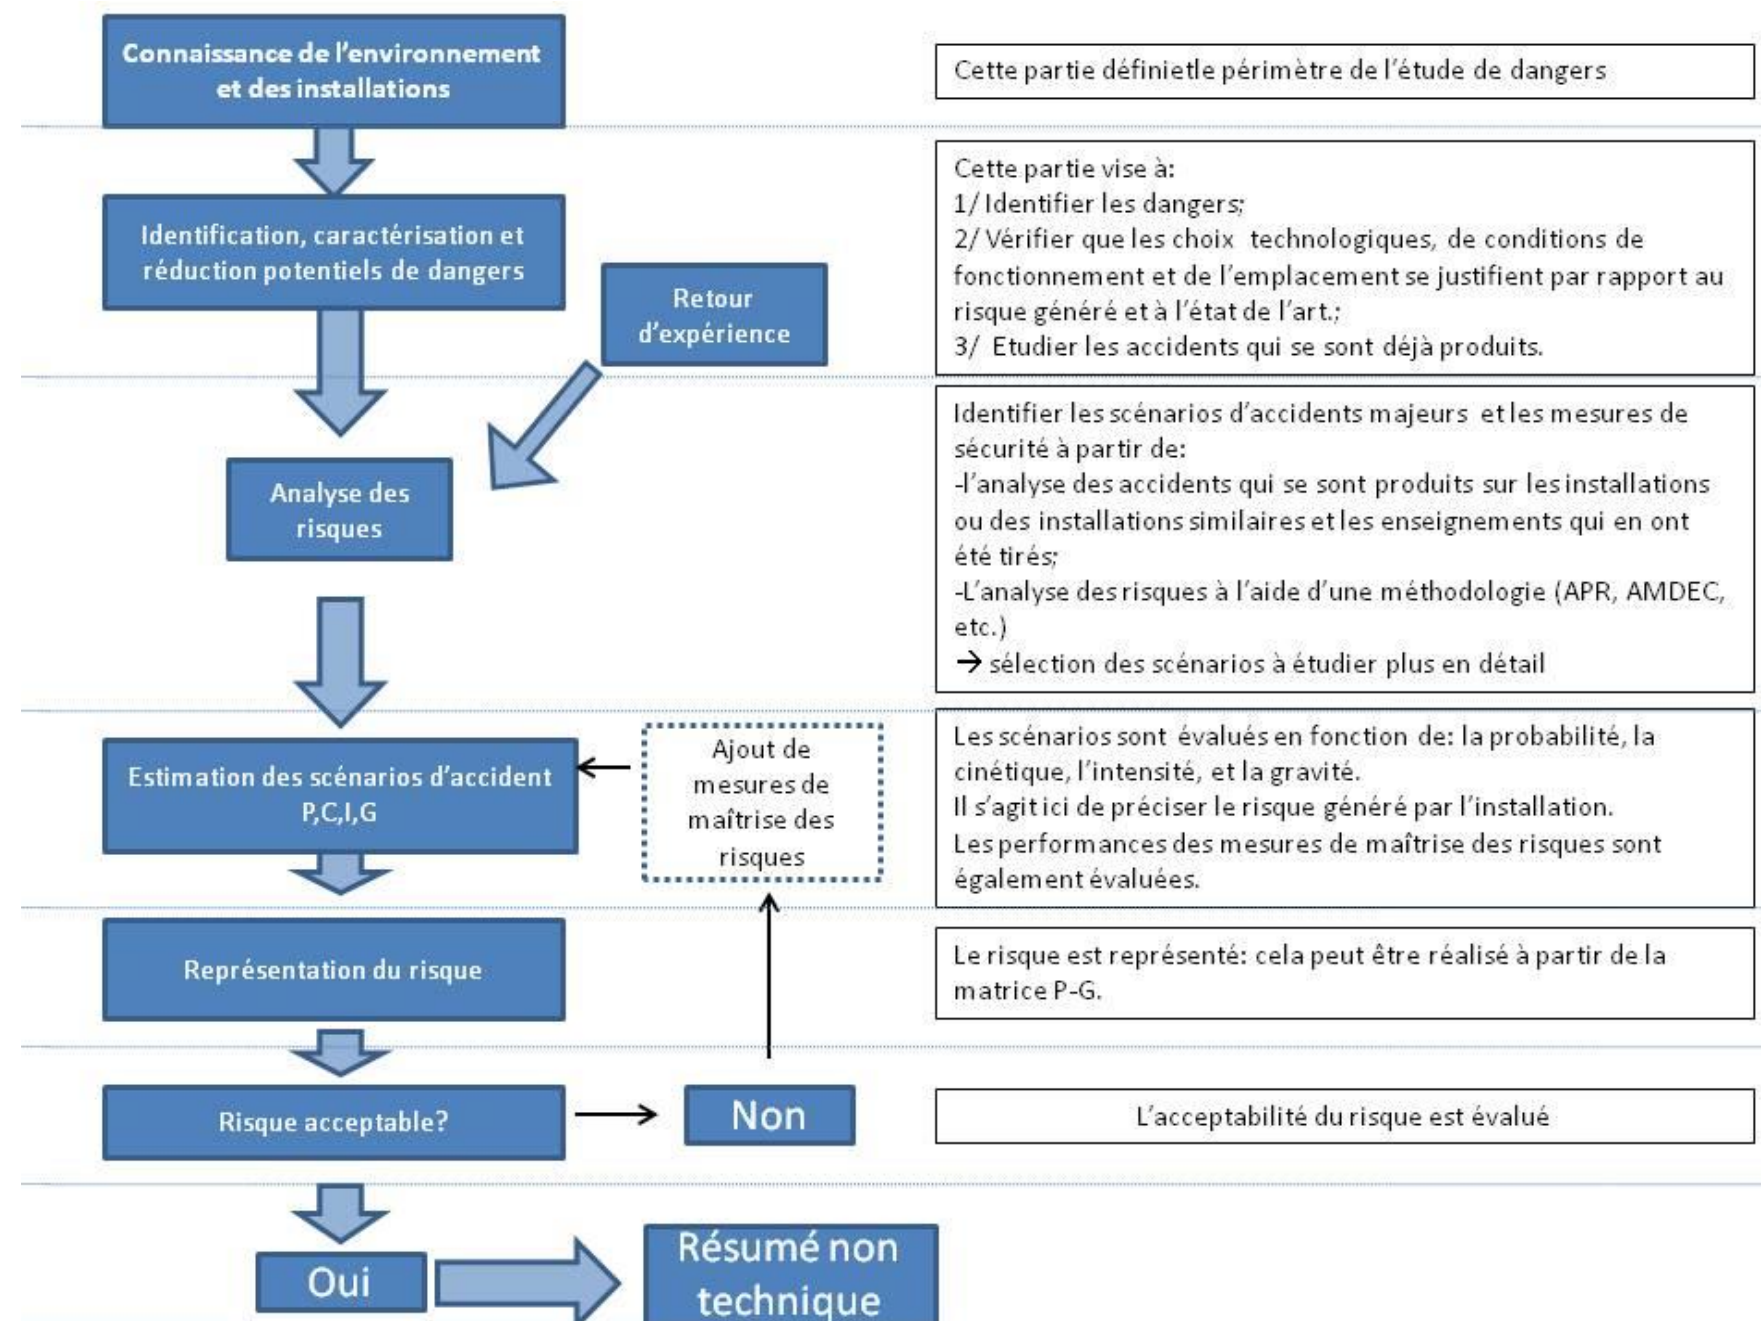 Connaissance de l'environnement
et des installations
Cette partie définietle périmètre de l'étude de dangers
Identification, caractérisation et
réduction potentiels de dangers
Retour
d'expérience
Cette partie vise à:
1/ Identifier les dangers;
2/ Vérifier que les choix technologiques, de conditions de
fonctionnement et de l'emplacement se justifient par rapport au
risque généré et à l'état de l'art.;
3/ Etudier les accidents qui se sont déjà produits.
Analyse des
risques
Identifier les scénarios d'accidents majeurs et les mesures de
sécurité à partir de:
-l'analyse des accidents qui se sont produits sur les installations
ou des installations similaires et les enseignements qui en ont
été tirés;
-L'analyse des risques à l'aide d'une méthodologie (APR, AMDEC,
etc.)
→ sélection des scénarios à étudier plus en détail
Estimation des scénarios d'accident
P,C,I,G
Ajout de
mesures de
maîtrise des
risques
Les scénarios sont évalués en fonction de: la probabilité, la
cinétique, l'intensité, et la gravité.
Il s'agit ici de préciser le risque généré par l'installation.
Les performances des mesures de maîtrise des risques sont
également évaluées.
Représentation du risque
Le risque est représenté: cela peut être réalisé à partir de la
matrice P-G.
Risque acceptable?
Non
L'acceptabilité du risque est évalué
Oui
Résumé non
technique